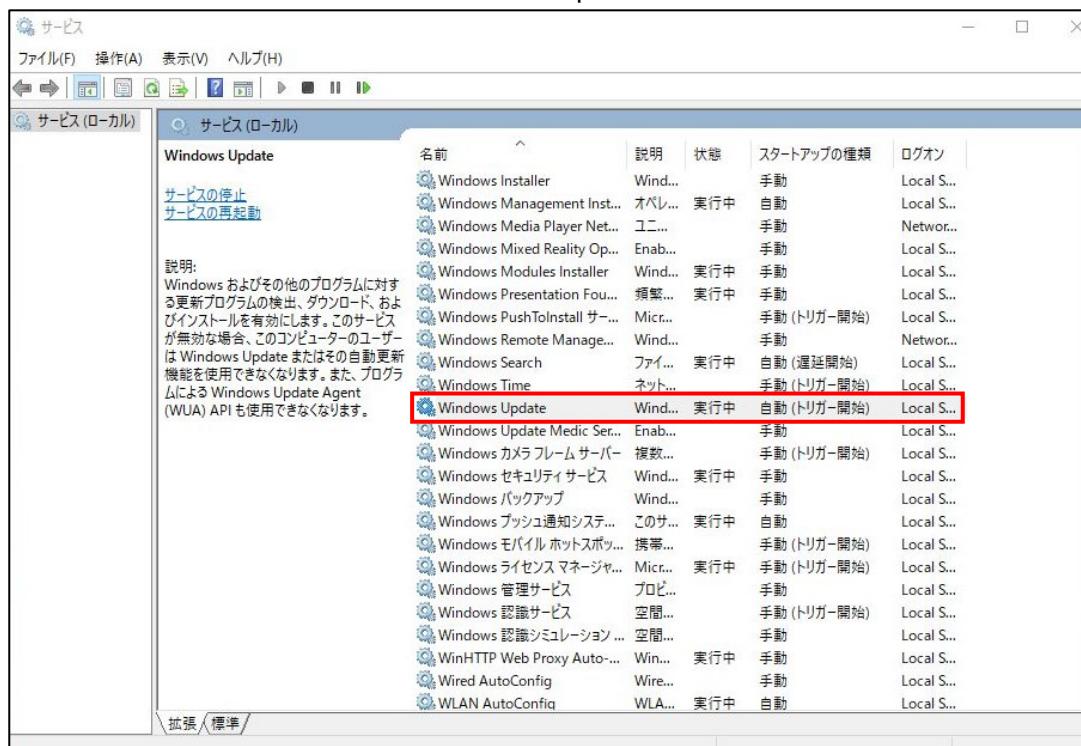 サービス
ファイル(F) 操作(A) 表示(V) ヘルプ(H)
サービス (ローカル)
サービス (ローカル)
Windows Update
サービスの停止
サービスの再起動
説明:
Windows およびその他のプログラムに対す
る更新プログラムの検出、ダウンロード、およ
びインストールを有効にします。このサービス
が無効な場合、このコンピューターのユーザー
は Windows Update またはその自動更新
機能を使用できなくなります。また、プログラ
ムによる Windows Update Agent
(WUA) API も使用できなくなります。
名前 説明 状態 スタートアップの種類 ログオン
Windows Installer Wind... 手動 Local S...
Windows Management Inst... オペレ... 実行中 自動 Local S...
Windows Media Player Net... ユニ... 手動 Networ...
Windows Mixed Reality Op... Enab... 手動 Local S...
Windows Modules Installer Wind... 実行中 手動 Local S...
Windows Presentation Fou... 頻繁... 実行中 手動 Local S...
Windows PushToInstall サー... Micr... 手動 (トリガー開始) Local S...
Windows Remote Manage... Wind... 手動 Networ...
Windows Search ファイ... 実行中 自動 (遅延開始) Local S...
Windows Time ネット... 手動 (トリガー開始) Local S...
Windows Update Wind... 実行中 自動 (トリガー開始) Local S...
Windows Update Medic Ser... Enab... 手動 Local S...
Windows カメラ フレーム サーバー 複数... 手動 (トリガー開始) Local S...
Windows セキュリティ サービス Wind... 実行中 手動 Local S...
Windows バックアップ Wind... 手動 Local S...
Windows プッシュ通知システ... このサ... 実行中 自動 Local S...
Windows モバイル ホットスポッ... 携帯... 手動 (トリガー開始) Local S...
Windows ライセンス マネージャ... Micr... 実行中 手動 (トリガー開始) Local S...
Windows 管理サービス プロビ... 手動 Local S...
Windows 認識サービス 空間... 手動 (トリガー開始) Local S...
Windows 認識シミュレーション ... 空間... 手動 Local S...
WinHTTP Web Proxy Auto-... Win... 実行中 手動 Local S...
Wired AutoConfig Wire... 手動 Local S...
WLAN AutoConfig WLA... 実行中 自動 Local S...
拡張 標準